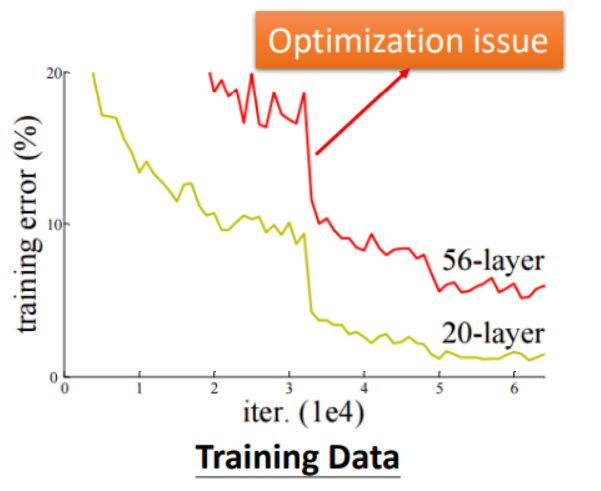 Optimization issue
20
10
0
training error (%)
56-layer
20-layer
0 1 2 3 4 5 6
iter. (1e4)
Training Data